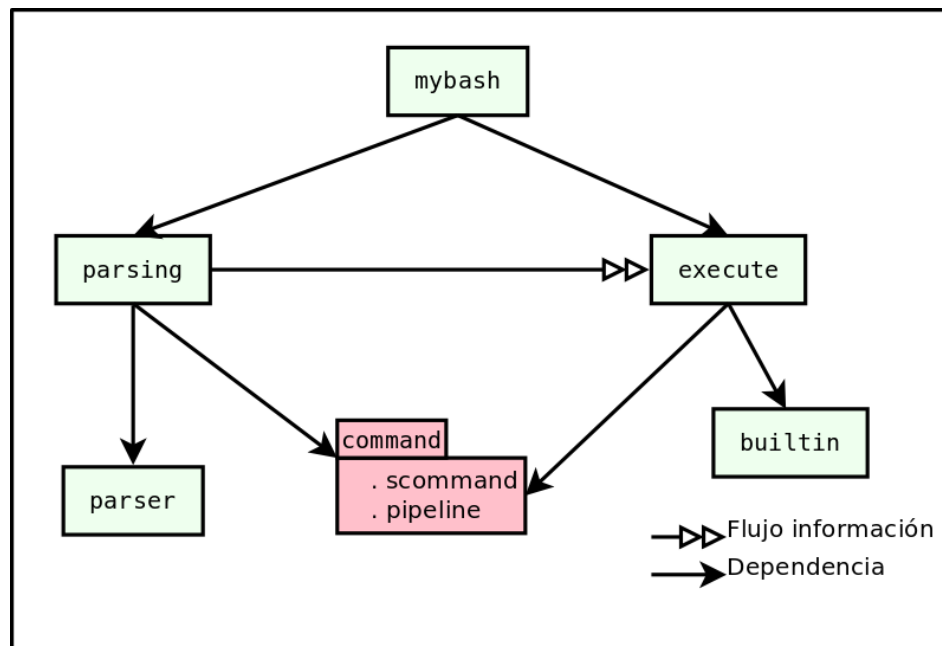 mybash
parsing
execute
command
. scommand
. pipeline
builtin
parser
Flujo información
Dependencia